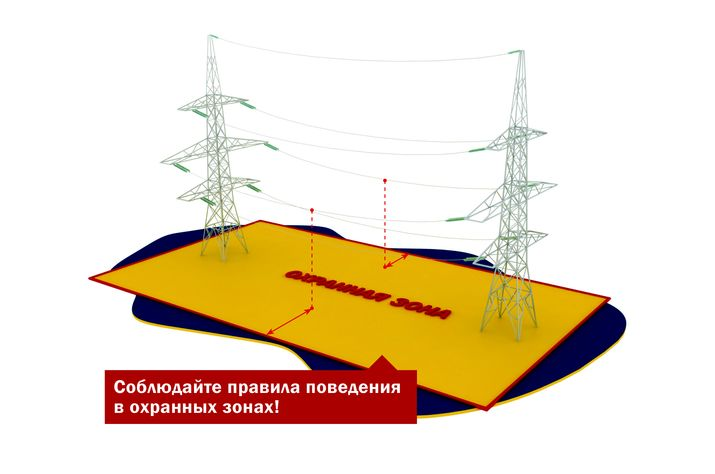 ОХРАННАЯ ЗОНА
Соблюдайте правила поведения
в охранных зонах!